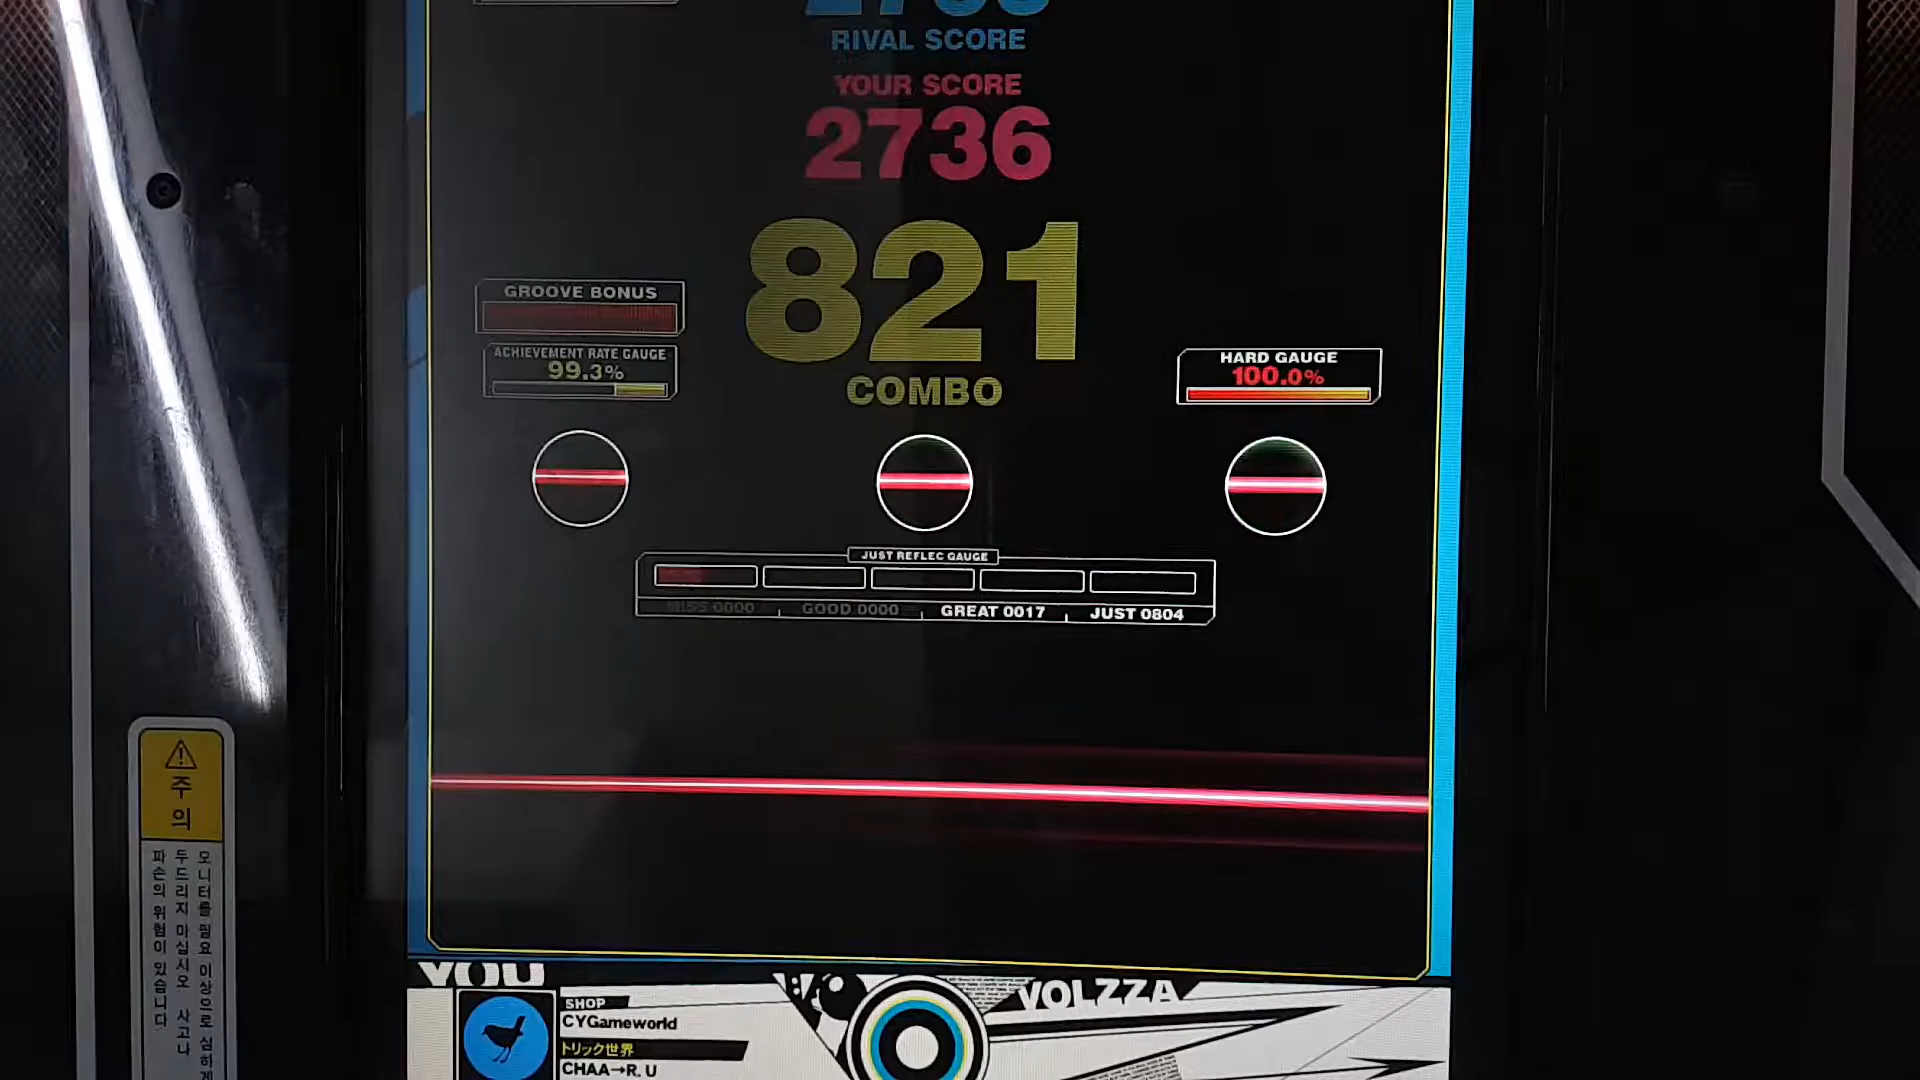 RIVAL SCORE
YOUR SCORE
2736
821
COMBO
GROOVE BONUS
ACHIEVEMENT RATE GAUGE
99.3%
HARD GAUGE
100.0%
JUST REFLEC GAUGE
MISS 0000 GOOD 0000 GREAT 0017 JUST 0804
주의
모니터를 필요 이상으로 심하게
두드리지 마십시오 사고나
파손의 위험이 있습니다
YOU
VOLZZA
SHOP
CYGameworld
トリック世界
CHAA→R.U